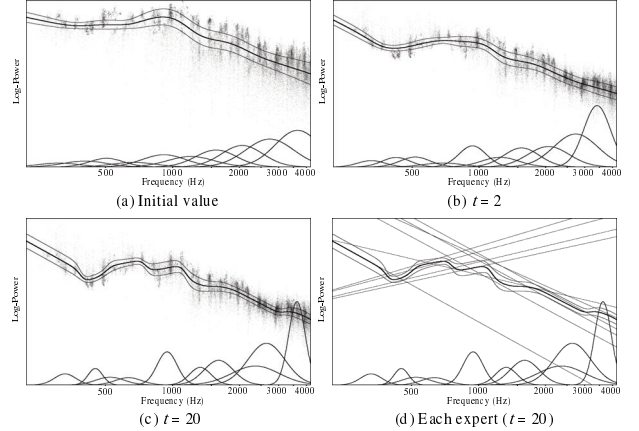 Log-Power
500 1000 2000 3000 4000
Frequency (Hz)
(a) Initial value
Log-Power
500 1000 2000 3000 4000
Frequency (Hz)
(b) t = 2
Log-Power
500 1000 2000 3000 4000
Frequency (Hz)
(c) t = 20
Log-Power
500 1000 2000 3000 4000
Frequency (Hz)
(d) Each expert (t = 20)